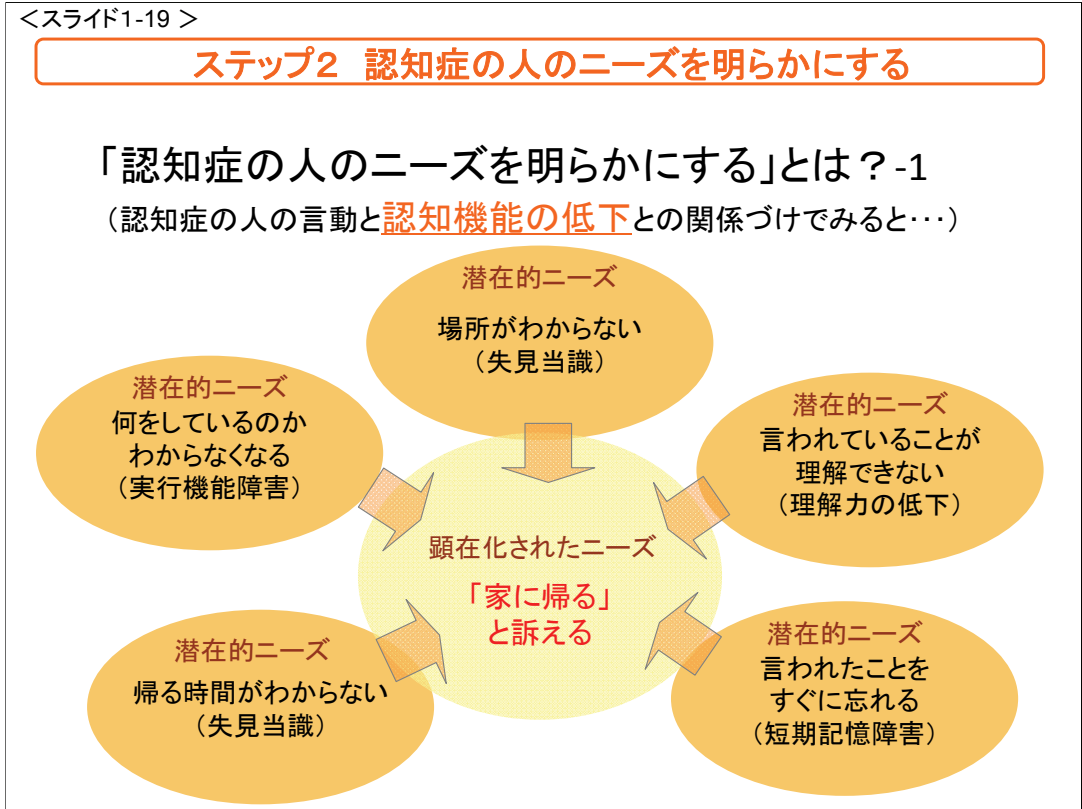 ＜スライド1-19 ＞
ステップ２　認知症の人のニーズを明らかにする
「認知症の人のニーズを明らかにする」とは？-1
（認知症の人の言動と認知機能の低下との関係づけでみると･･･）
潜在的ニーズ
場所がわからない
（失見当識）
潜在的ニーズ
何をしているのか
わからなくなる
（実行機能障害）
潜在的ニーズ
言われていることが
理解できない
（理解力の低下）
顕在化されたニーズ
「家に帰る」
と訴える
潜在的ニーズ
帰る時間がわからない
（失見当識）
潜在的ニーズ
言われたことを
すぐに忘れる
（短期記憶障害）